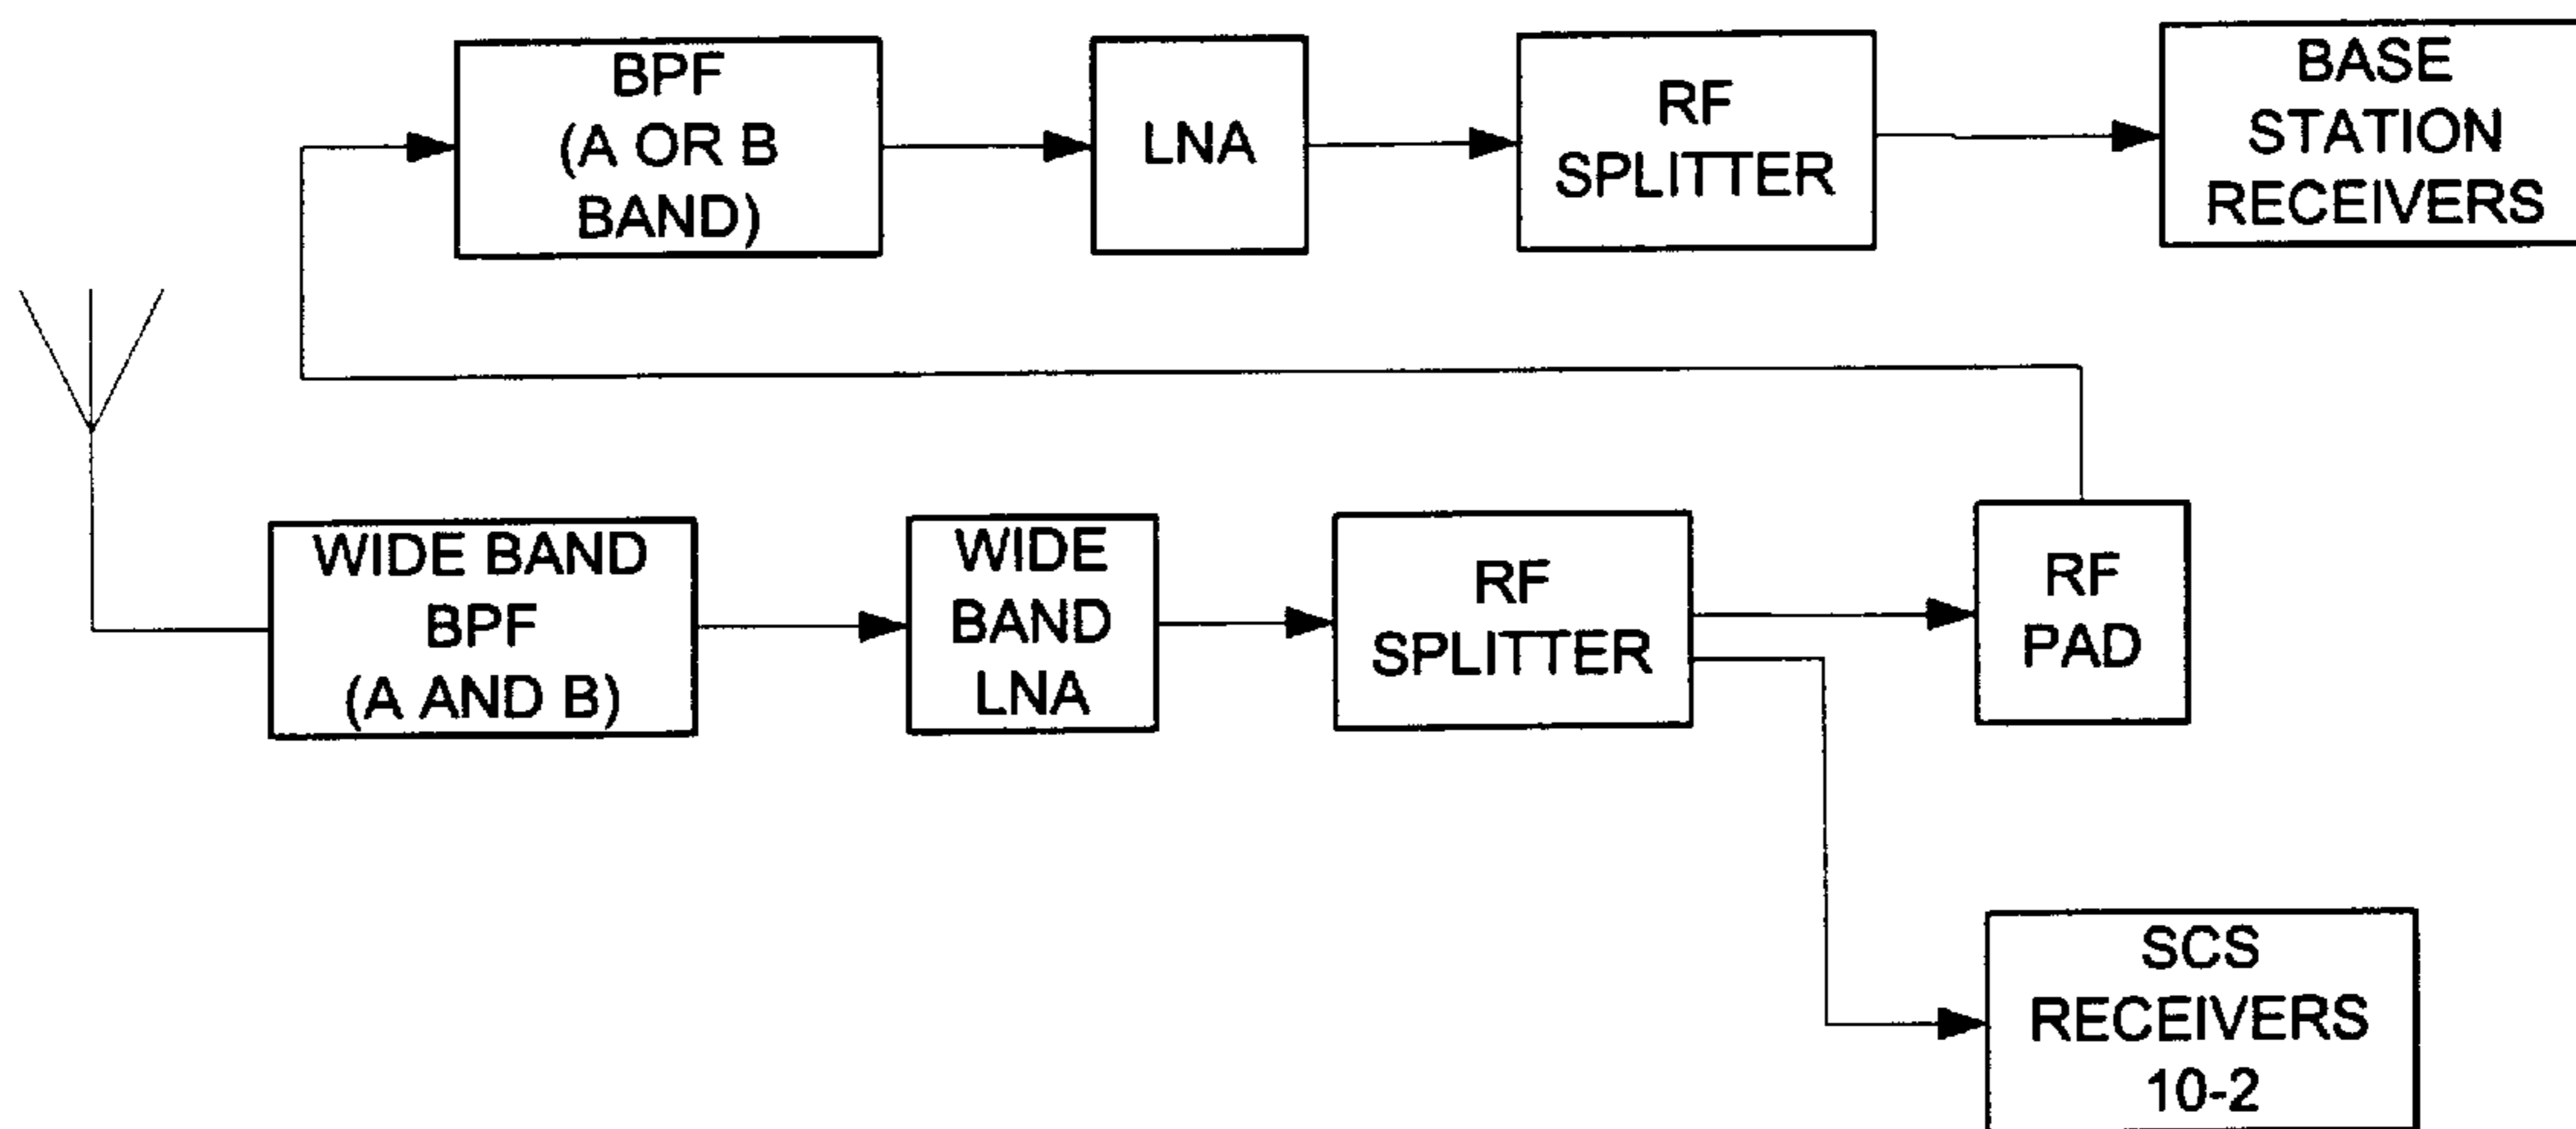 BPF
(A OR B
BAND)
LNA
RF
SPLITTER
BASE
STATION
RECEIVERS
WIDE BAND
BPF
(A AND B)
WIDE
BAND
LNA
RF
SPLITTER
RF
PAD
SCS
RECEIVERS
10-2